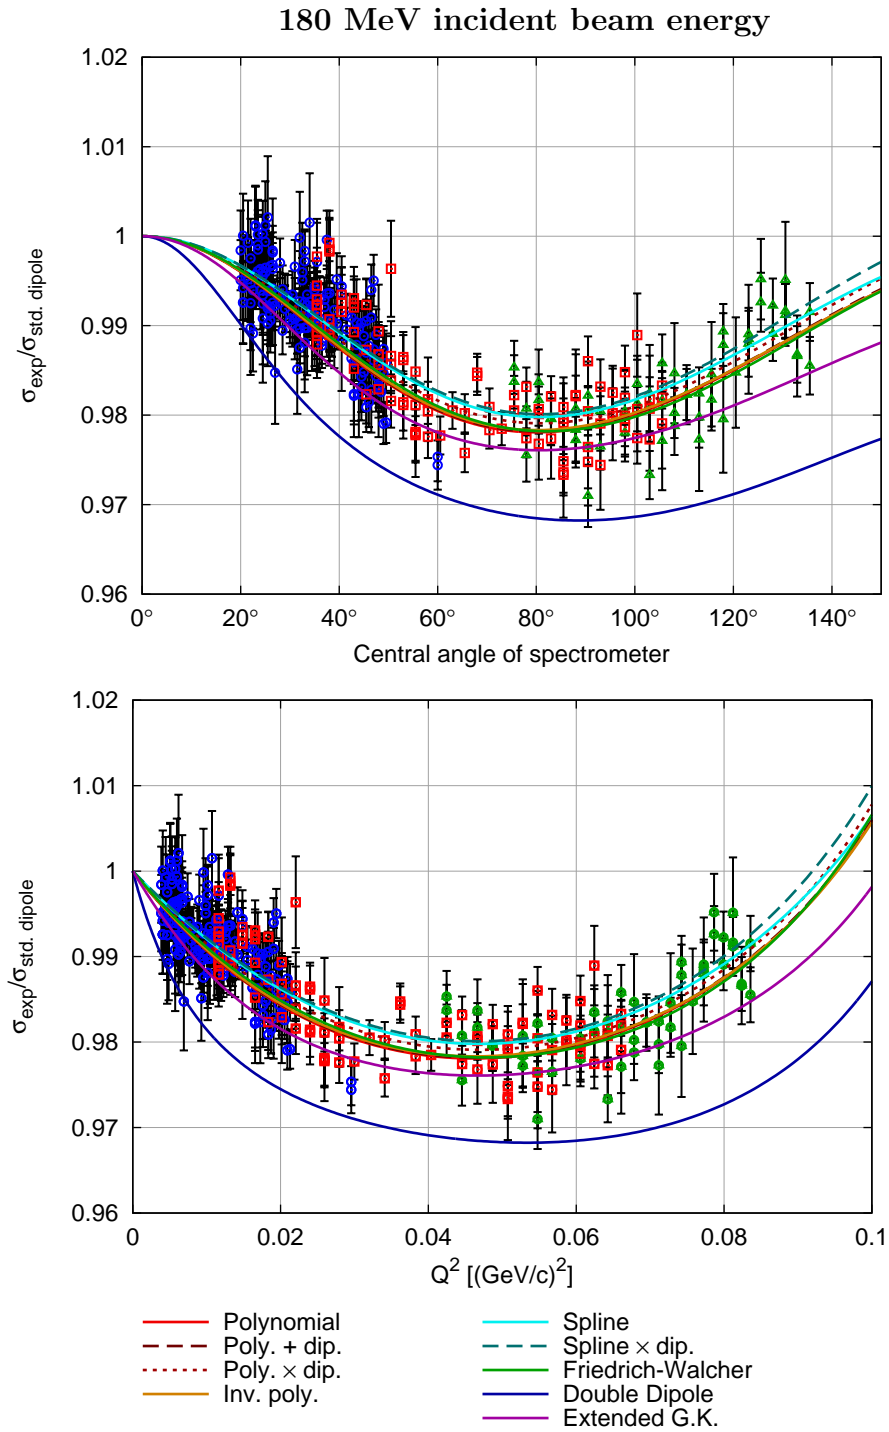 180 MeV incident beam energy
1.02
1.01
1
0.99
0.98
0.97
0.96
σexp/σstd. dipole
0° 20° 40° 60° 80° 100° 120° 140°
Central angle of spectrometer
1.02
1.01
1
0.99
0.98
0.97
0.96
σexp/σstd. dipole
0 0.02 0.04 0.06 0.08 0.1
Q² [(GeV/c)²]
Polynomial
Poly. + dip.
Poly. × dip.
Inv. poly.
Spline
Spline × dip.
Friedrich-Walcher
Double Dipole
Extended G.K.